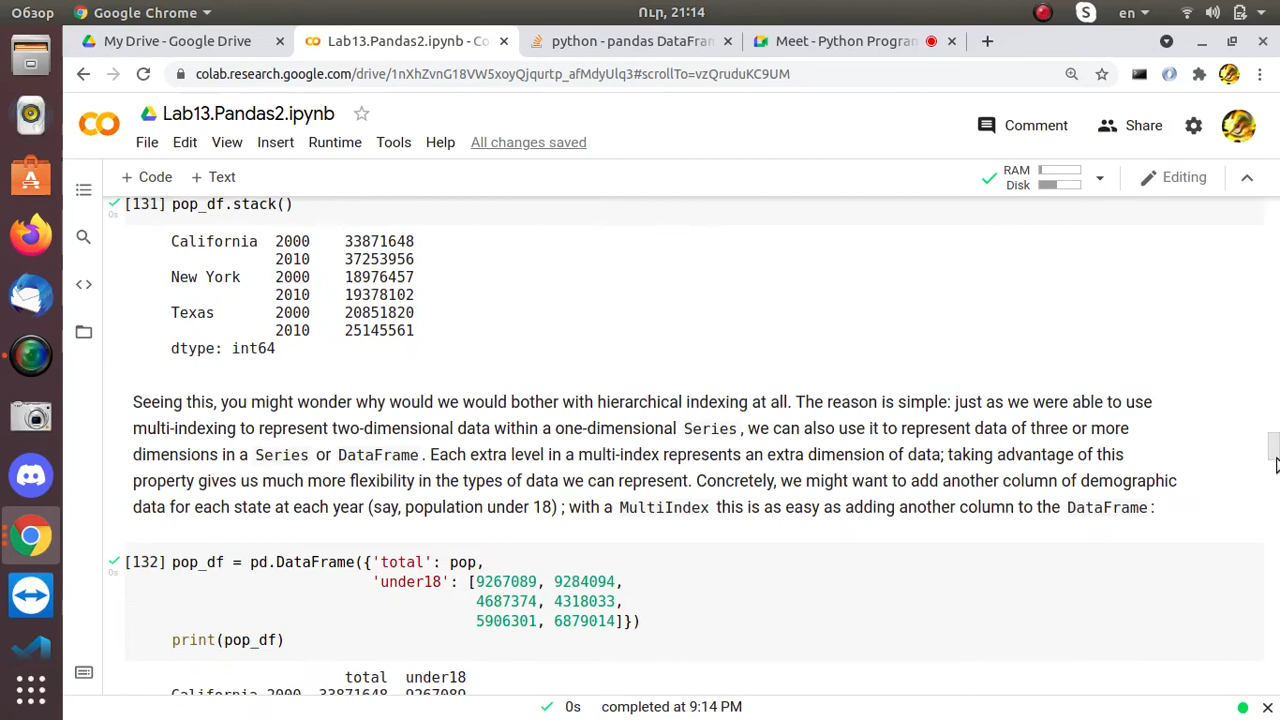 Обзор
Google Chrome
Ուր, 21:14
en
My Drive - Google Drive
Lab13.Pandas2.ipynb - Co
python - pandas DataFran
Meet - Python Program
colab.research.google.com/drive/1nXhZvnG18VW5xoyQjqurtp_afMdyUlq3#scrollTo=vzQruduKC9UM
Lab13.Pandas2.ipynb
File Edit View Insert Runtime Tools Help All changes saved
Comment Share
+ Code + Text
RAM
Disk
Editing
[131] pop_df.stack()
0s
California 2000 33871648
2010 37253956
New York 2000 18976457
2010 19378102
Texas 2000 20851820
2010 25145561
dtype: int64
Seeing this, you might wonder why would we would bother with hierarchical indexing at all. The reason is simple: just as we were able to use
multi-indexing to represent two-dimensional data within a one-dimensional Series, we can also use it to represent data of three or more
dimensions in a Series or DataFrame. Each extra level in a multi-index represents an extra dimension of data; taking advantage of this
property gives us much more flexibility in the types of data we can represent. Concretely, we might want to add another column of demographic
data for each state at each year (say, population under 18) ; with a MultiIndex this is as easy as adding another column to the DataFrame:
[132] pop_df = pd.DataFrame({'total': pop,
0s
'under18': [9267089, 9284094,
4687374, 4318033,
5906301, 6879014]})
print(pop_df)
total under18
California 2000 33871648 9267089
0s completed at 9:14 PM